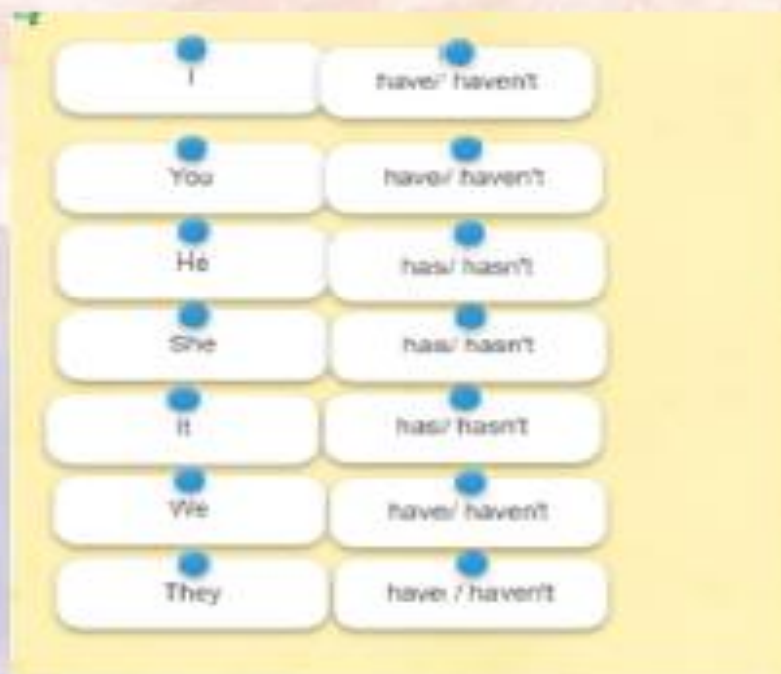 I have/ haven't
You have/ haven't
He has/ hasn't
She has/ hasn't
It has/ hasn't
We have/ haven't
They have / haven't